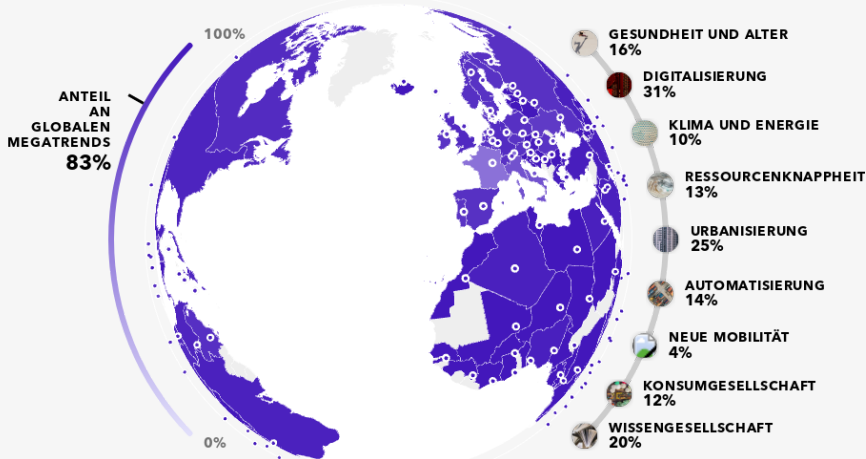 100%
ANTEIL
AN
GLOBALEN
MEGATRENDS
83%
0%
GESUNDHEIT UND ALTER
16%
DIGITALISIERUNG
31%
KLIMA UND ENERGIE
10%
RESSOURCENKNAPPHEIT
13%
URBANISIERUNG
25%
AUTOMATISIERUNG
14%
NEUE MOBILITÄT
4%
KONSUMGESELLSCHAFT
12%
WISSENGESELLSCHAFT
20%